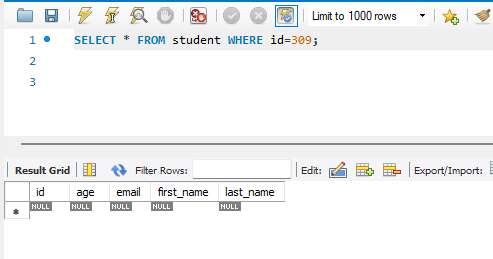 Limit to 1000 rows
1 SELECT * FROM student WHERE id=309;
2
3
Result Grid Filter Rows: Edit: Export/Import:
id age email first_name last_name
NULL NULL NULL NULL NULL